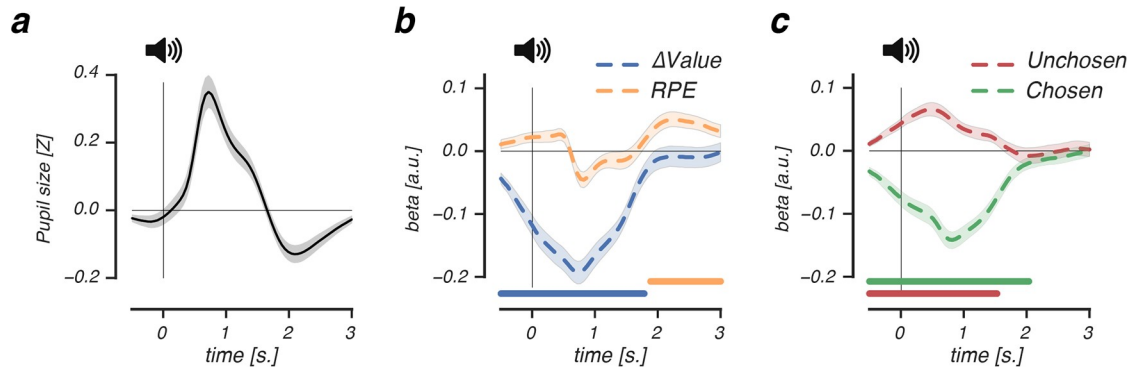 a
Pupil size [Z]
0.4
0.2
0.0
−0.2
0 1 2 3
time [s.]
b
ΔValue
RPE
beta [a.u.]
0.1
0.0
−0.1
−0.2
0 1 2 3
time [s.]
c
Unchosen
Chosen
beta [a.u.]
0.1
0.0
−0.1
−0.2
0 1 2 3
time [s.]